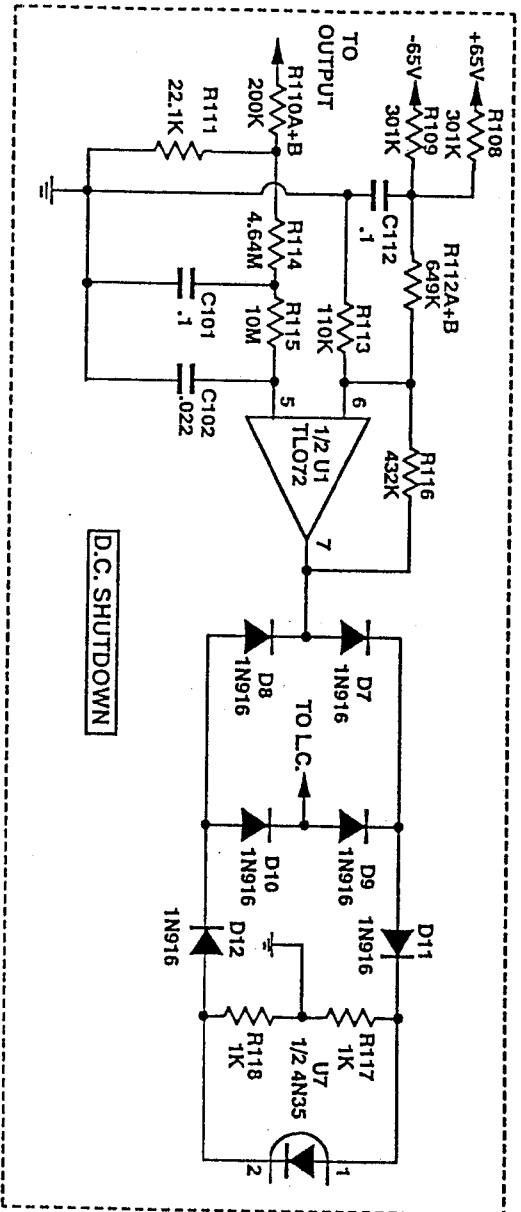 +65V
R108
301K
-65V
R109
301K
R112A+B
649K
C112
.1
R113
110K
R116
432K
TO
OUTPUT
R110A+B
200K
R111
22.1K
R114
4.64M
R115
10M
C101
.1
C102
.022
6
5
1/2 U1
TLO72
7
D7
1N916
D8
1N916
TO L.C.
D9
1N916
D10
1N916
D11
1N916
D12
1N916
R117
1K
R118
1K
U7
1/2 4N35
1
2
D.C. SHUTDOWN